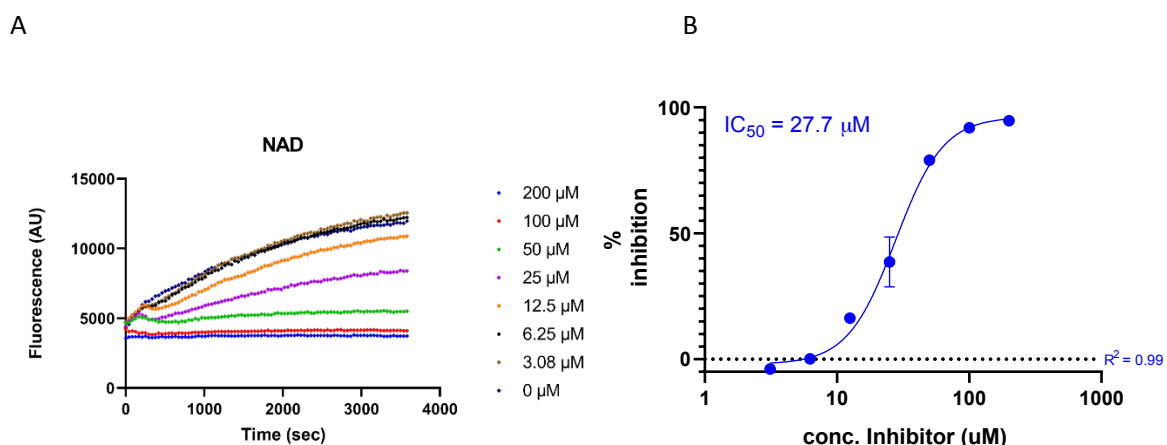 A
B
NAD
Fluorescence (AU)
15000
10000
5000
0
0
1000
2000
3000
4000
Time (sec)
200 µM
100 µM
50 µM
25 µM
12.5 µM
6.25 µM
3.08 µM
0 µM
IC50 = 27.7 µM
%
inhibition
100
50
0
R2 = 0.99
1
10
100
1000
conc. Inhibitor (uM)